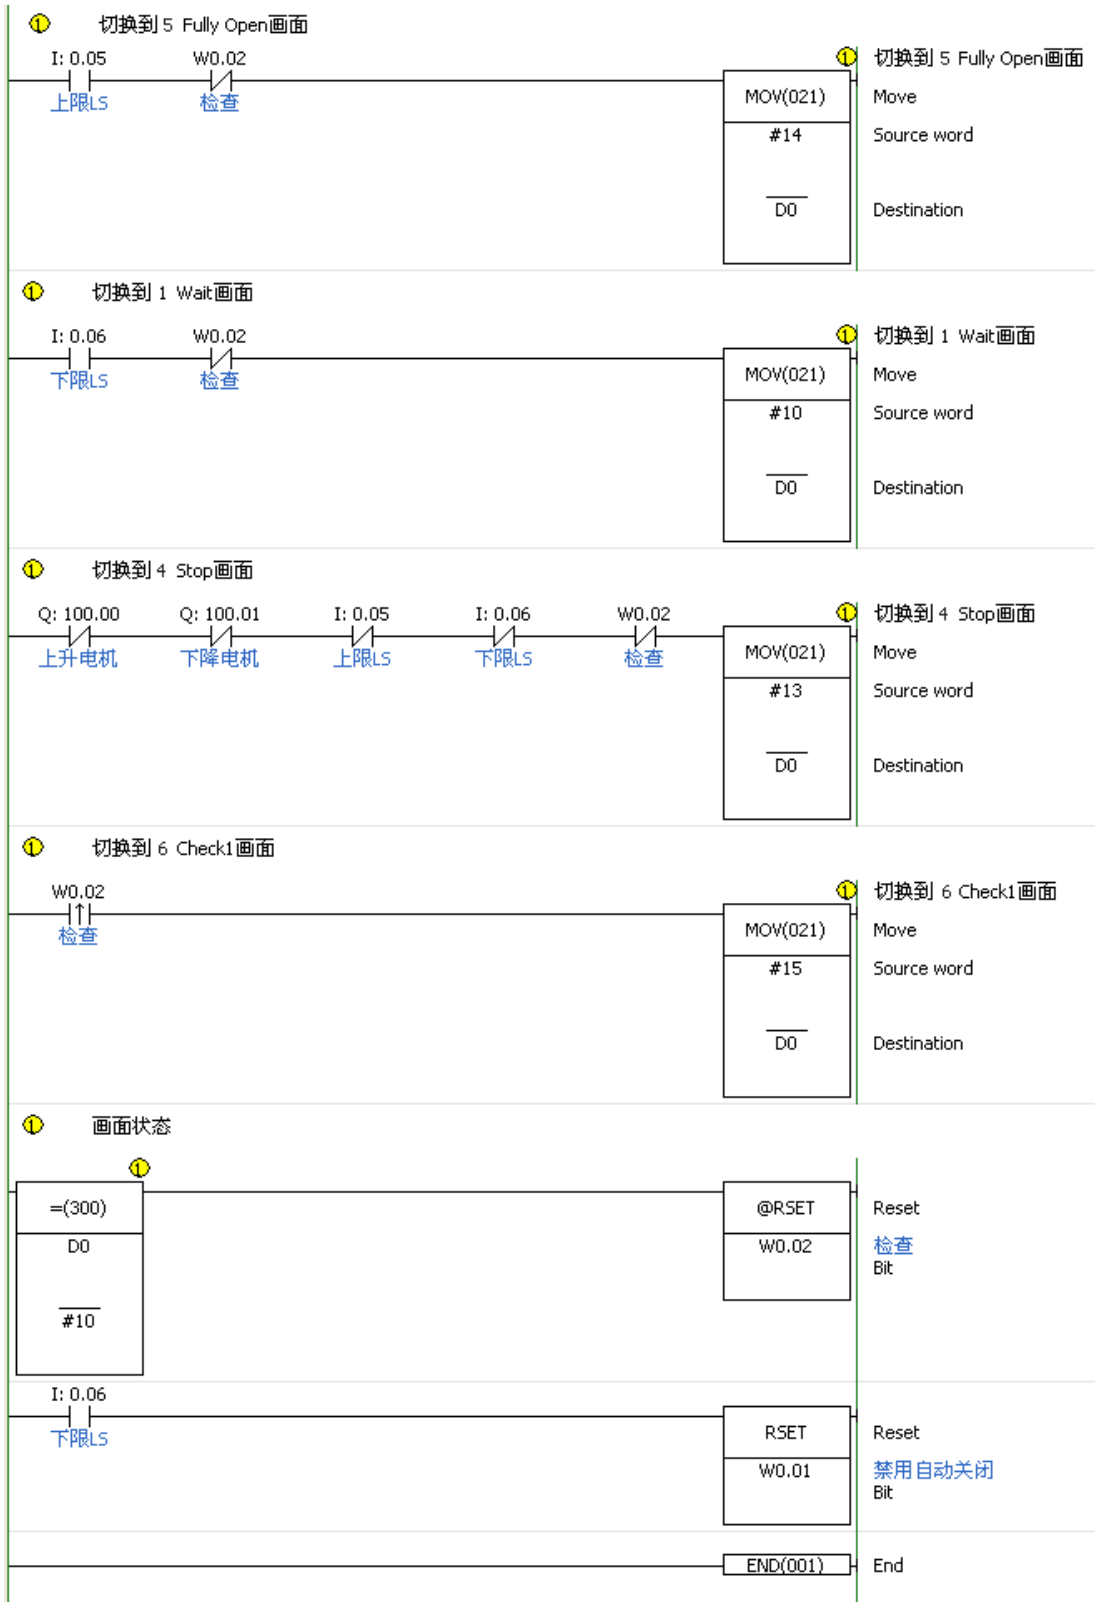 ① 切换到 5 Fully Open画面
I: 0.05 W0.02 ① 切换到 5 Fully Open画面
上限LS 检查 MOV(021) Move
#14 Source word
D0 Destination
① 切换到 1 Wait画面
I: 0.06 W0.02 ① 切换到 1 Wait画面
下限LS 检查 MOV(021) Move
#10 Source word
D0 Destination
① 切换到 4 Stop画面
Q: 100.00 Q: 100.01 I: 0.05 I: 0.06 W0.02 ① 切换到 4 Stop画面
上升电机 下降电机 上限LS 下限LS 检查 MOV(021) Move
#13 Source word
D0 Destination
① 切换到 6 Check1画面
W0.02 ① 切换到 6 Check1画面
检查 MOV(021) Move
#15 Source word
D0 Destination
① 画面状态
①
=(300) @RSET Reset
D0 W0.02 检查
Bit
#10
I: 0.06
下限LS RSET Reset
W0.01 禁用自动关闭
Bit
END(001) End